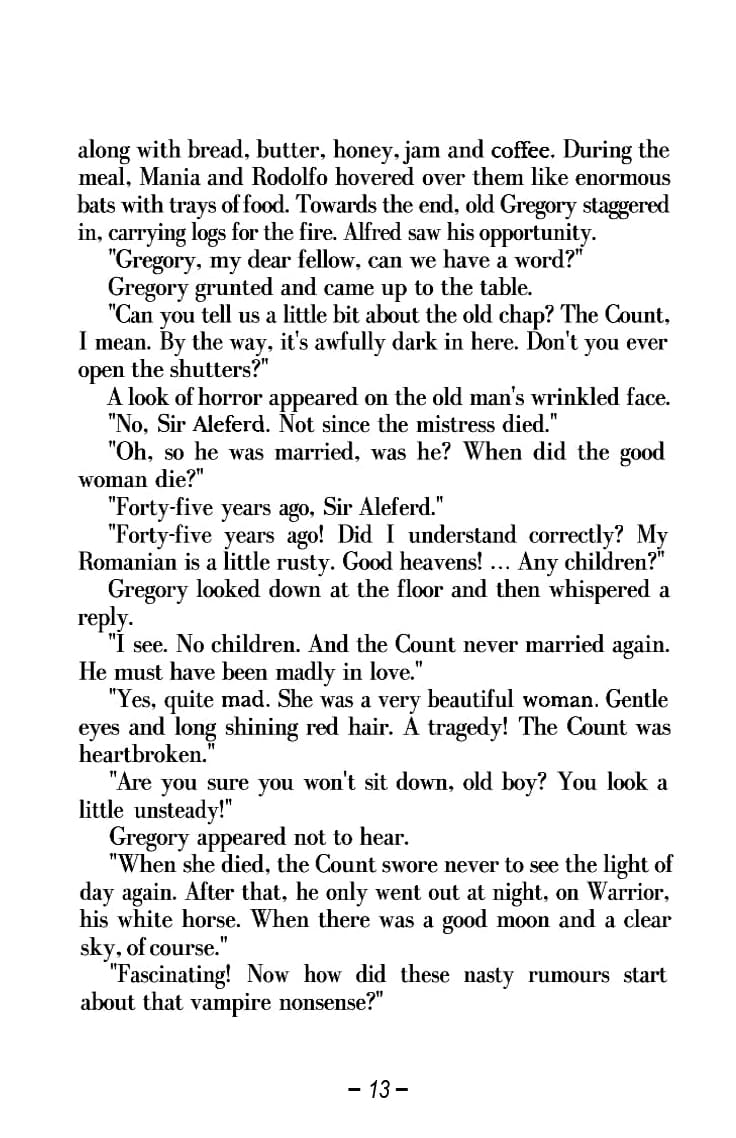 along with bread, butter, honey, jam and coffee. During the
meal, Mania and Rodolfo hovered over them like enormous
bats with trays of food. Towards the end, old Gregory staggered
in, carrying logs for the fire. Alfred saw his opportunity.
"Gregory, my dear fellow, can we have a word?"
Gregory grunted and came up to the table.
"Can you tell us a little bit about the old chap? The Count,
I mean. By the way, it's awfully dark in here. Don't you ever
open the shutters?"
A look of horror appeared on the old man's wrinkled face.
"No, Sir Aleferd. Not since the mistress died."
"Oh, so he was married, was he? When did the good
woman die?"
"Forty-five years ago, Sir Aleferd."
"Forty-five years ago! Did I understand correctly? My
Romanian is a little rusty. Good heavens! ... Any children?"
Gregory looked down at the floor and then whispered a
reply.
"I see. No children. And the Count never married again.
He must have been madly in love."
"Yes, quite mad. She was a very beautiful woman. Gentle
eyes and long shining red hair. A tragedy! The Count was
heartbroken."
"Are you sure you won't sit down, old boy? You look a
little unsteady!"
Gregory appeared not to hear.
"When she died, the Count swore never to see the light of
day again. After that, he only went out at night, on Warrior,
his white horse. When there was a good moon and a clear
sky, of course."
"Fascinating! Now how did these nasty rumours start
about that vampire nonsense?"
– 13 –